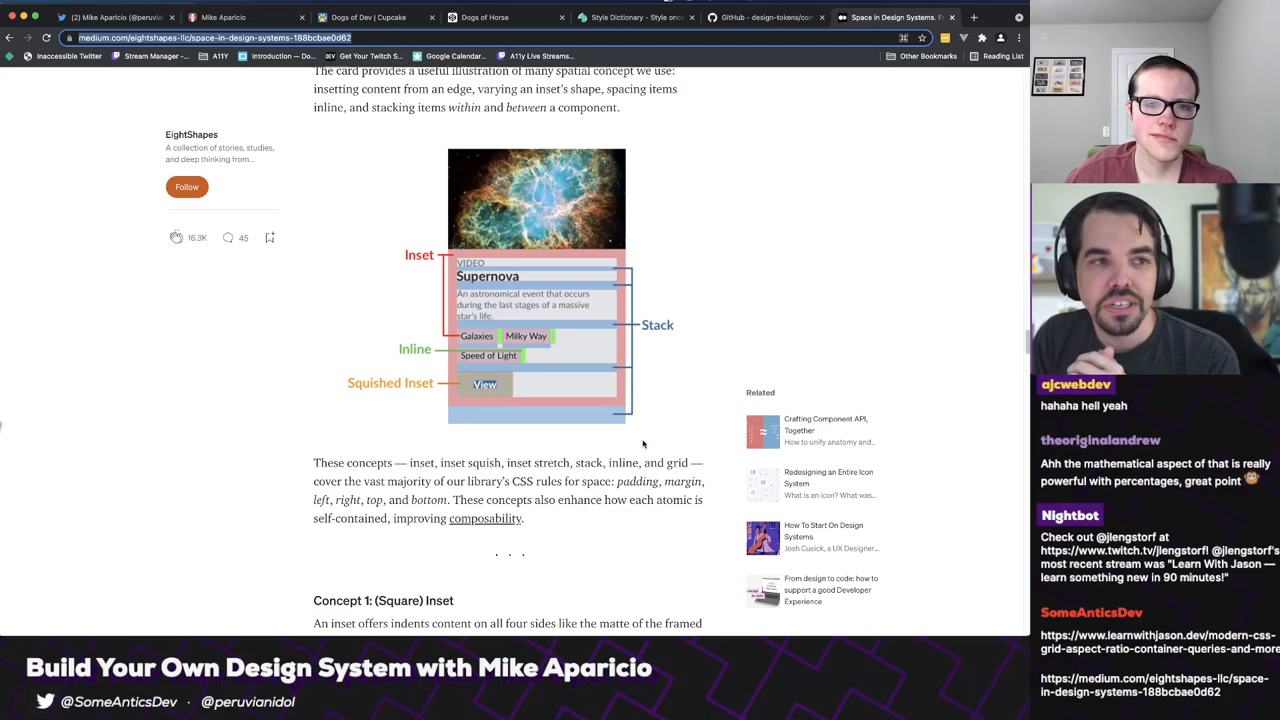 (2) Mike Aparicio (@peruvian
Mike Aparicio
Dogs of Dev | Cupcake
Dogs of Horse
Style Dictionary - Style once
GitHub - design-tokens/com
Space in Design Systems. F
medium.com/eightshapes-llc/space-in-design-systems-188bcbae0d62
Inaccessible Twitter
Stream Manager -...
A11Y
Introduction — Do...
Get Your Twitch S...
Google Calendar...
A11y Live Streams...
Other Bookmarks
Reading List
The card provides a useful illustration of many spatial concept we use:
insetting content from an edge, varying an inset's shape, spacing items
inline, and stacking items within and between a component.
EightShapes
A collection of stories, studies,
and deep thinking from...
Follow
16.3K
45
Inset
VIDEO
Supernova
An astronomical event that occurs
during the last stages of a massive
star's life.
Galaxies
Milky Way
Speed of Light
View
Stack
Inline
Squished Inset
These concepts — inset, inset squish, inset stretch, stack, inline, and grid —
cover the vast majority of our library's CSS rules for space: padding, margin,
left, right, top, and bottom. These concepts also enhance how each atomic is
self-contained, improving composability.
. . .
Concept 1: (Square) Inset
An inset offers indents content on all four sides like the matte of the framed
Related
Crafting Component API,
Together
How to unify anatomy and...
Redesigning an Entire Icon
System
What is an icon? What was...
How To Start On Design
Systems
Josh Cusick, a UX Designer...
From design to code: how to
support a good Developer
Experience
ajcwebdev
hahaha hell yeah
theoriginalandrew
Ahh the mathematical aspect of that is really
powerful with percentages, great point
Nightbot
Check out @jlengstorf at
https://www.twitch.tv/jlengstorf! @jlengstorf's
most recent stream was "Learn With Jason —
learn something new in 90 minutes!"
SomeAnticsDev
https://www.learnwithjason.dev/modern-css-
grid-aspect-ratio-container-queries-and-more
https://medium.com/eightshapes-llc/space-
in-design-systems-188bcbae0d62
Build Your Own Design System with Mike Aparicio
@SomeAnticsDev · @peruvianidol